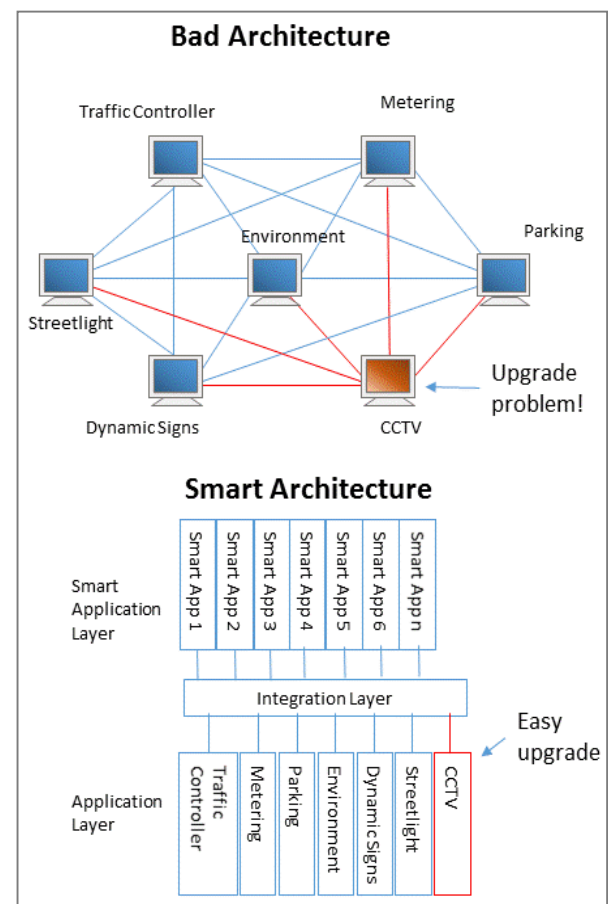 Bad Architecture
Metering
Traffic Controller
Environment
Parking
Streetlight
Upgrade
problem!
Dynamic Signs
CCTV
Smart Architecture
Smart
Application
Layer
Smart App 1
Smart App 2
Smart App 3
Smart App 4
Smart App 5
Smart App 6
Smart App n
Integration Layer
Easy
upgrade
Application
Layer
Traffic
Controller
Metering
Parking
Environment
Dynamic Signs
Streetlight
CCTV